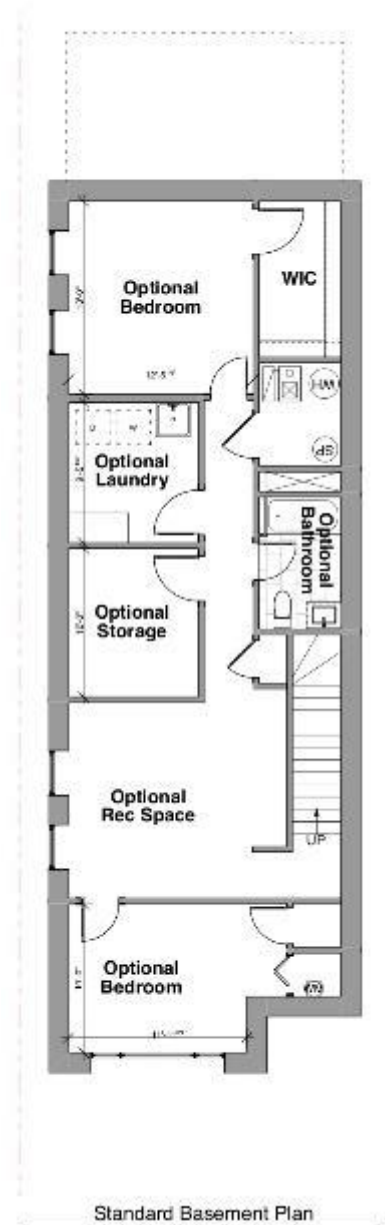 Optional
Bedroom
WIC
HW
SP
D W
Optional
Laundry
Optional
Bathroom
Optional
Storage
Optional
Rec Space
UP
Optional
Bedroom
Standard Basement Plan